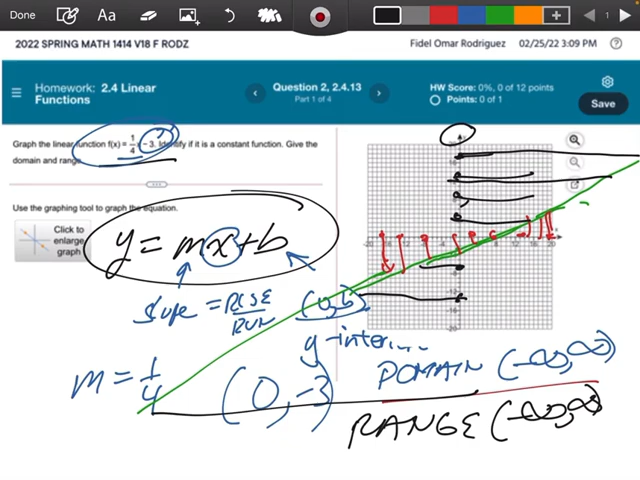 Aa
1
2022 SPRING MATH 1414 V18 F RODZ
Fidel Omar Rodriguez
02/25/22 3:09 PM
Homework: 2.4 Linear Functions
Question 2, 2.4.13
Part 1 of 4
HW Score: 0%, 0 of 12 points
Points: 0 of 1
Save
Graph the linear function f(x) = 1/4 x − 3. Identify if it is a constant function. Give the
domain and range.
Use the graphing tool to graph the equation.
Click to
enlarge
graph
y = mx + b
slope = RISE/RUN
(0, b)
y-inter...
m = 1/4
(0, -3)
DOMAIN (-∞, ∞)
RANGE (-∞, ∞)